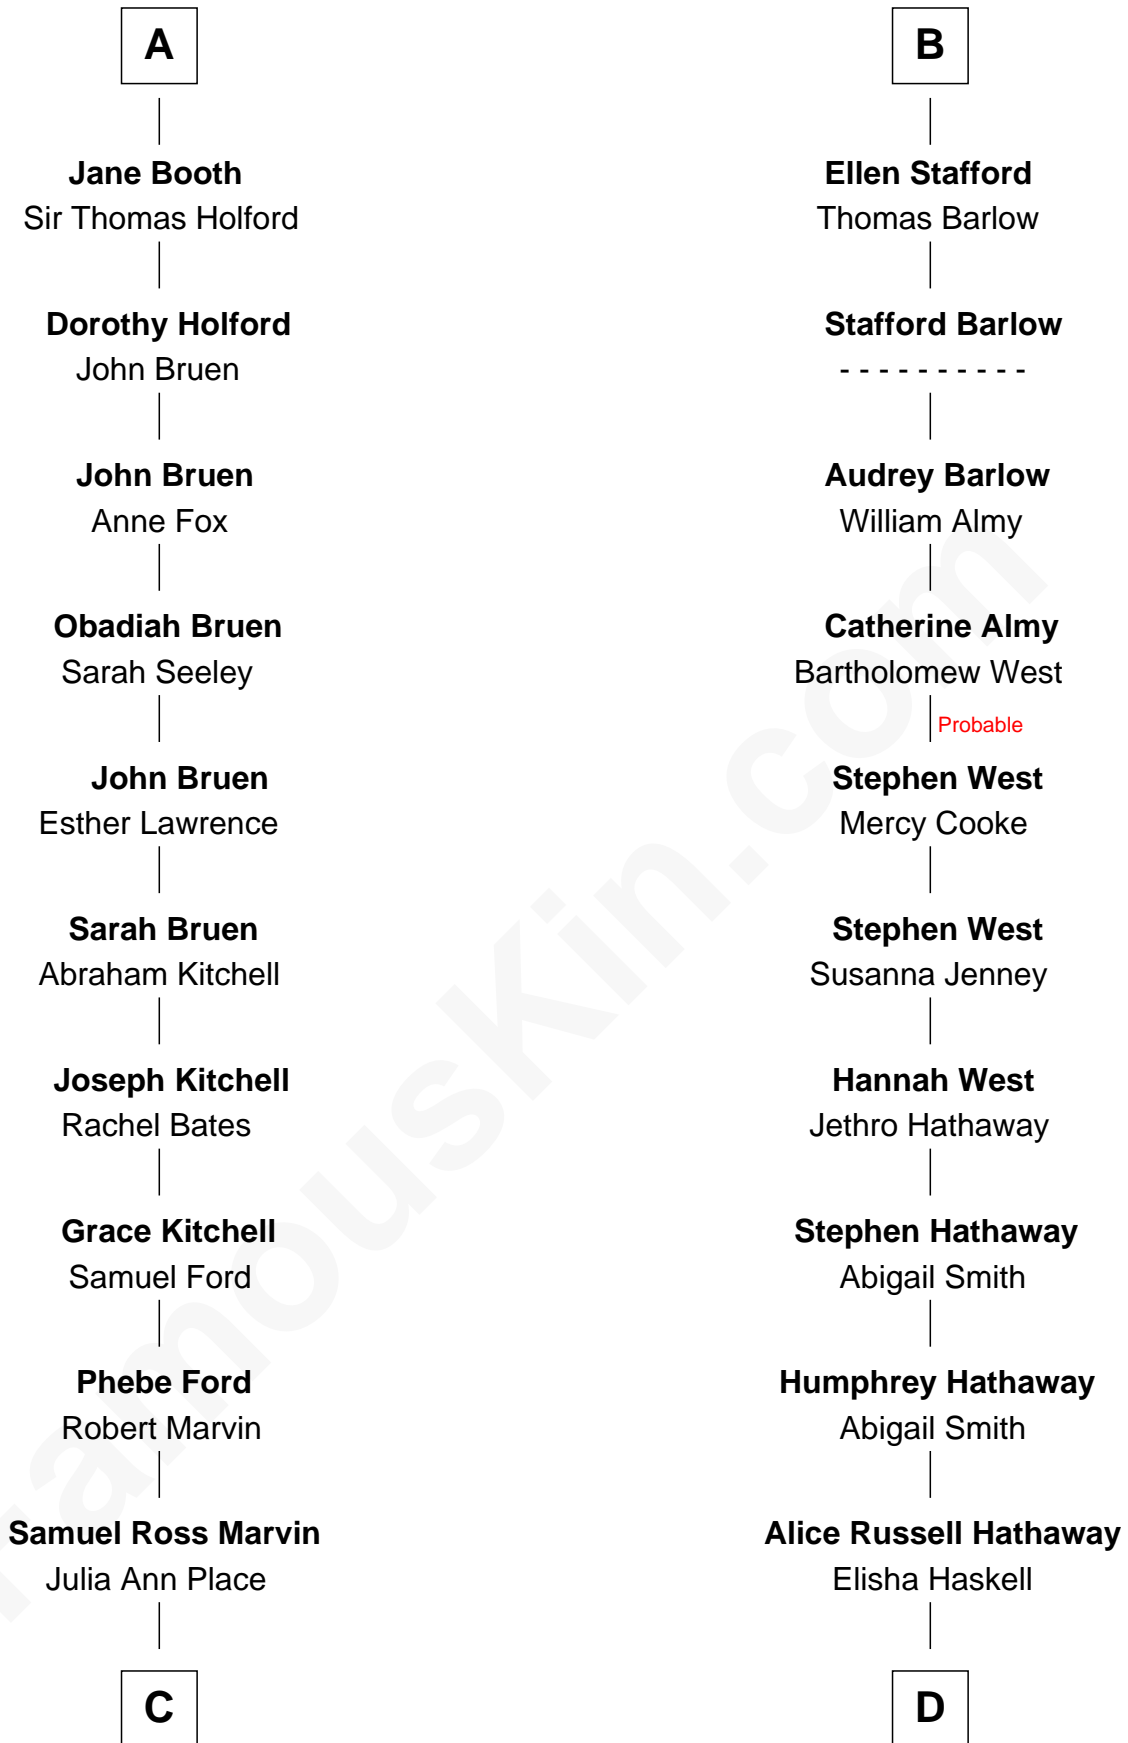 A
Jane Booth
Sir Thomas Holford
Dorothy Holford
John Bruen
John Bruen
Anne Fox
Obadiah Bruen
Sarah Seeley
John Bruen
Esther Lawrence
Sarah Bruen
Abraham Kitchell
Joseph Kitchell
Rachel Bates
Grace Kitchell
Samuel Ford
Phebe Ford
Robert Marvin
Samuel Ross Marvin
Julia Ann Place
C
B
Ellen Stafford
Thomas Barlow
Stafford Barlow
- - - - - - - - - -
Audrey Barlow
William Almy
Catherine Almy
Bartholomew West
Probable
Stephen West
Mercy Cooke
Stephen West
Susanna Jenney
Hannah West
Jethro Hathaway
Stephen Hathaway
Abigail Smith
Humphrey Hathaway
Abigail Smith
Alice Russell Hathaway
Elisha Haskell
D
FamousKin.com